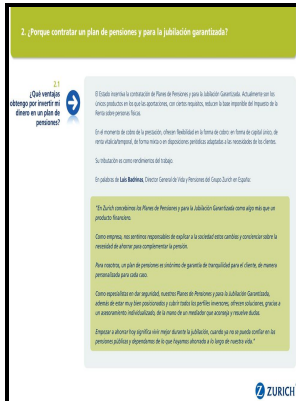 2. ¿Porque contratar un plan de pensiones y para la jubilación garantizada?
2.1
¿Qué ventajas
obtengo por invertir mi
dinero en un plan de
pensiones?
El Estado incentiva la contratación de Planes de Pensiones y para la Jubilación Garantizada. Actualmente son los
únicos productos en los que las aportaciones, con ciertos requisitos, reducen la base imponible del Impuesto de la
Renta sobre personas físicas.
En el momento de cobro de la prestación, ofrecen flexibilidad en la forma de cobro: en forma de capital único, de
renta vitalicia/temporal, de forma mixta o en disposiciones periódicas adaptadas a las necesidades de los clientes.
Su tributación es como rendimientos del trabajo.
En palabras de Luis Badrinas, Director General de Vida y Pensiones del Grupo Zurich en España:
"En Zurich concebimos los Planes de Pensiones y para la Jubilación Garantizada como algo más que un
producto financiero.
Como empresa, nos sentimos responsables de explicar a la sociedad estos cambios y concienciar sobre la
necesidad de ahorrar para complementar la pensión.
Para nosotros, un plan de pensiones es sinónimo de garantía de tranquilidad para el cliente, de manera
personalizada para cada caso.
Como especialistas en dar seguridad, nuestros Planes de Pensiones y para la Jubilación Garantizada,
además de estar muy bien posicionados y cubrir todos los perfiles inversores, ofrecen soluciones, gracias a
un asesoramiento individualizado, de la mano de un mediador que aconseja y resuelve dudas.
Empezar a ahorrar hoy significa vivir mejor durante la jubilación, cuando ya no se pueda confiar en las
pensiones públicas y dependamos de lo que hayamos ahorrado a lo largo de nuestra vida."
ZURICH